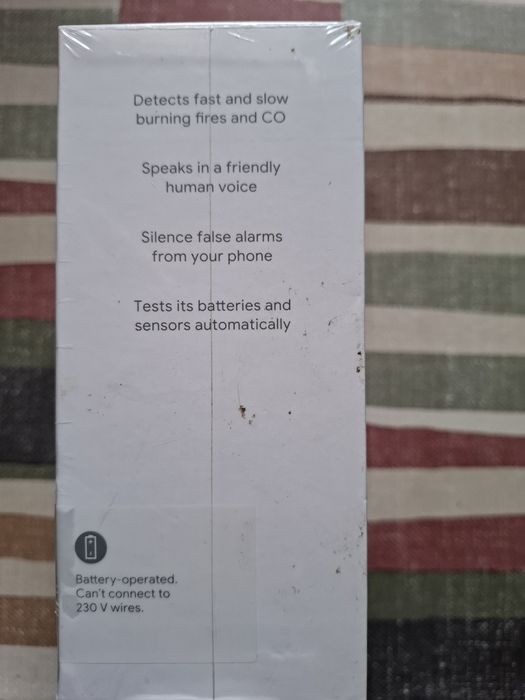 Detects fast and slow
burning fires and CO
Speaks in a friendly
human voice
Silence false alarms
from your phone
Tests its batteries and
sensors automatically
Battery-operated.
Can't connect to
230 V wires.